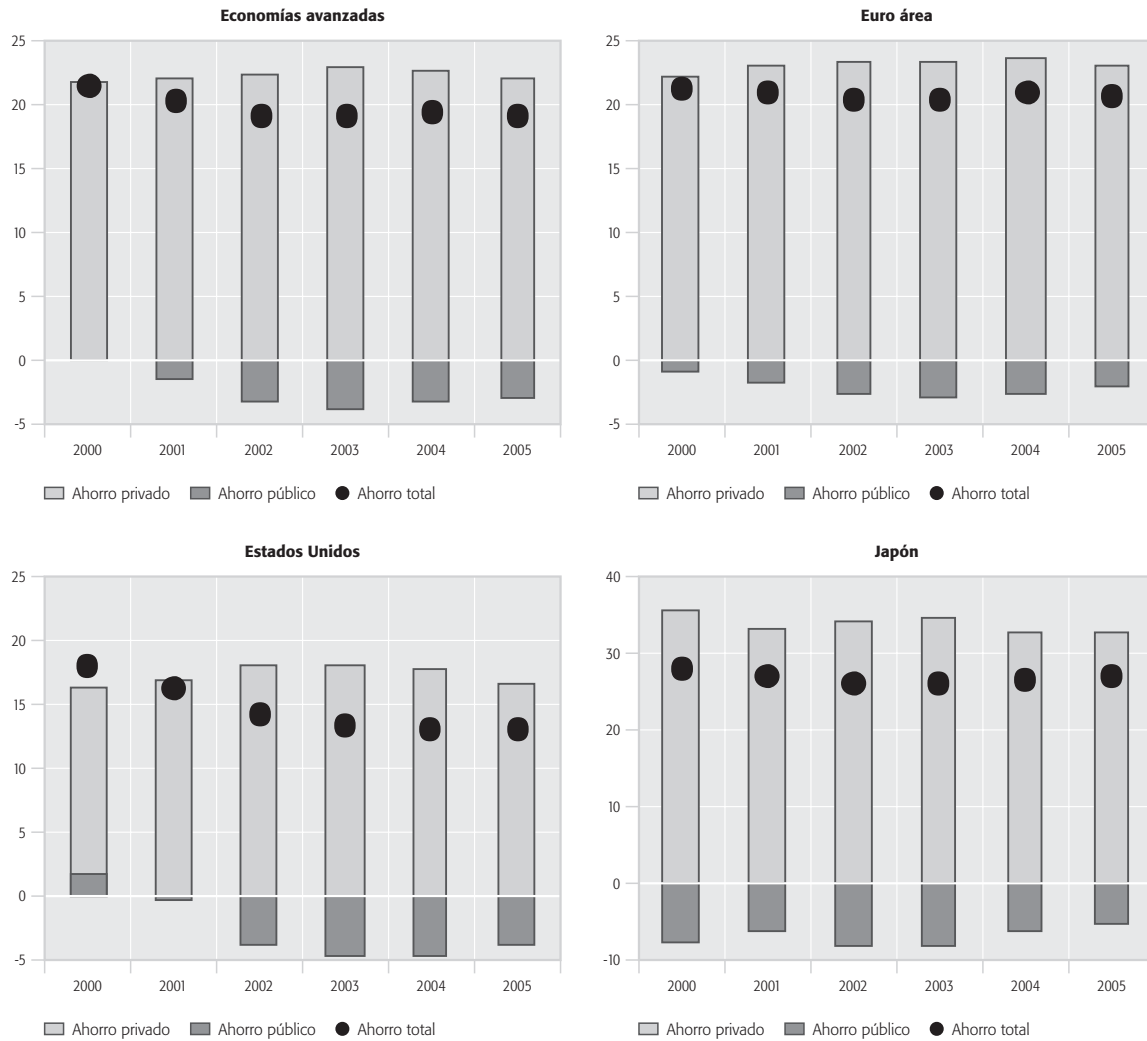 Economías avanzadas
25
20
15
10
5
0
-5
2000 2001 2002 2003 2004 2005
Ahorro privado Ahorro público Ahorro total
Euro área
25
20
15
10
5
0
-5
2000 2001 2002 2003 2004 2005
Ahorro privado Ahorro público Ahorro total
Estados Unidos
25
20
15
10
5
0
-5
2000 2001 2002 2003 2004 2005
Ahorro privado Ahorro público Ahorro total
Japón
40
30
20
10
0
-10
2000 2001 2002 2003 2004 2005
Ahorro privado Ahorro público Ahorro total